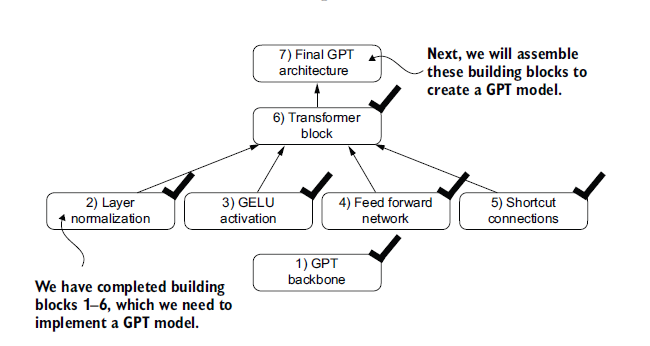 7) Final GPT
architecture
Next, we will assemble
these building blocks to
create a GPT model.
6) Transformer
block
2) Layer
normalization
3) GELU
activation
4) Feed forward
network
5) Shortcut
connections
1) GPT
backbone
We have completed building
blocks 1–6, which we need to
implement a GPT model.